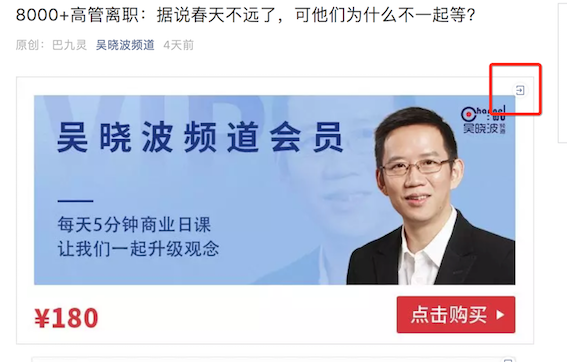 8000+高管离职：据说春天不远了，可他们为什么不一起等？
原创： 巴九灵 吴晓波频道 4天前
Channel
吴晓波频道
吴晓波频道会员
每天5分钟商业日课
让我们一起升级观念
¥180
点击购买